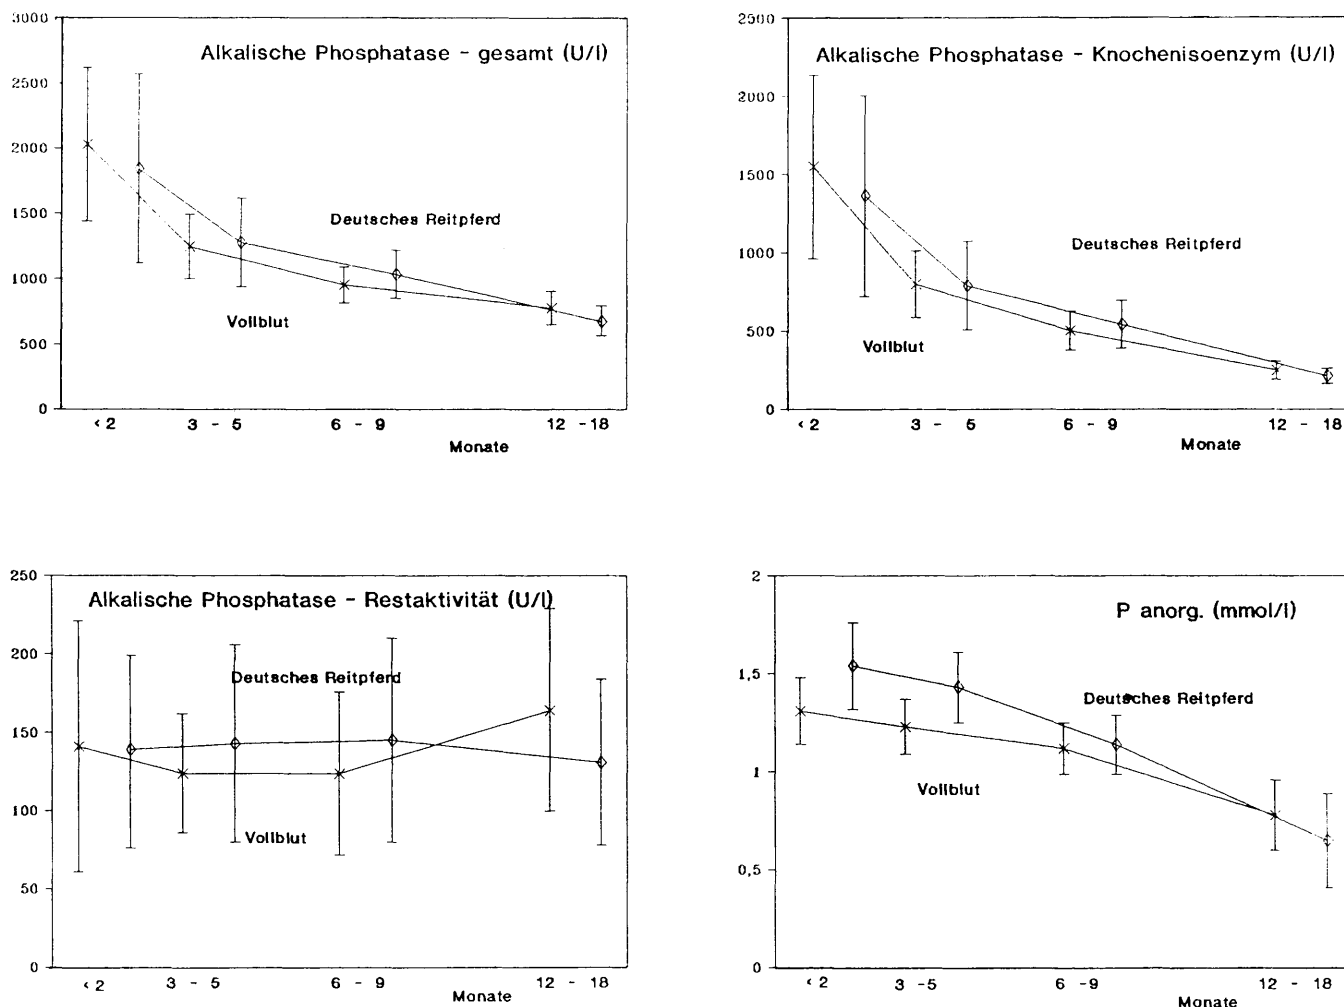 Alkalische Phosphatase - gesamt (U/l)
3000
2500
2000
1500
1000
500
0
Deutsches Reitpferd
Vollblut
<2 3 - 5 6 - 9 12 -18
Monate
Alkalische Phosphatase - Knochenisoenzym (U/l)
2500
2000
1500
1000
500
0
Deutsches Reitpferd
Vollblut
<2 3 - 5 6 - 9 12 - 18
Monate
Alkalische Phosphatase - Restaktivität (U/l)
250
200
150
100
50
0
Deutsches Reitpferd
Vollblut
<2 3 - 5 6 - 9 12 - 18
Monate
P anorg. (mmol/l)
2
1,5
1
0,5
0
Deutsches Reitpferd
Vollblut
<2 3 -5 6 -9 12 - 18
Monate